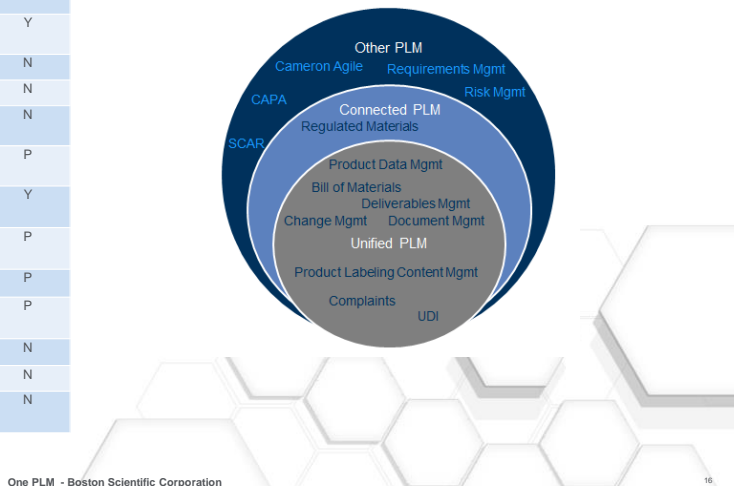 Y
N
N
N
P
Y
P
P
P
N
N
N
Other PLM
Cameron Agile
Requirements Mgmt
Risk Mgmt
CAPA
Connected PLM
Regulated Materials
SCAR
Product Data Mgmt
Bill of Materials
Deliverables Mgmt
Change Mgmt
Document Mgmt
Unified PLM
Product Labeling Content Mgmt
Complaints
UDI
One PLM - Boston Scientific Corporation
16